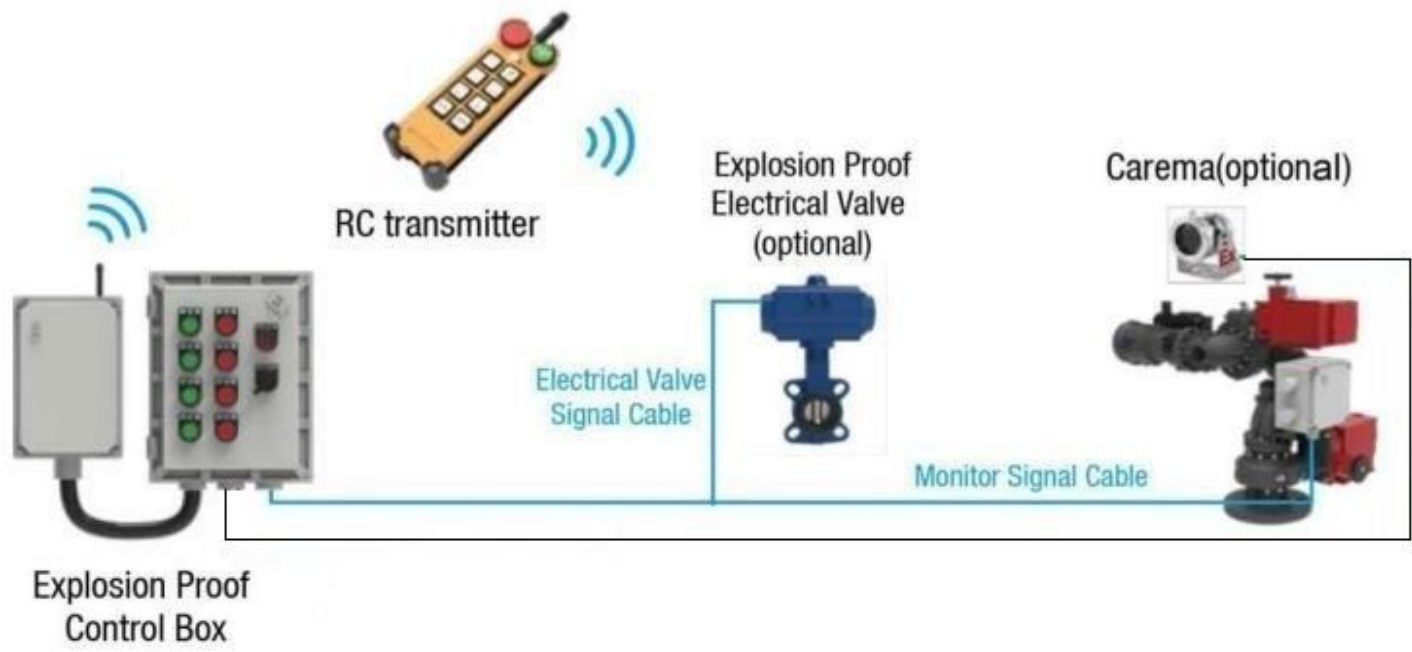 RC transmitter
Explosion Proof
Electrical Valve
(optional)
Carema(optional)
Ex
Electrical Valve
Signal Cable
Monitor Signal Cable
Explosion Proof
Control Box